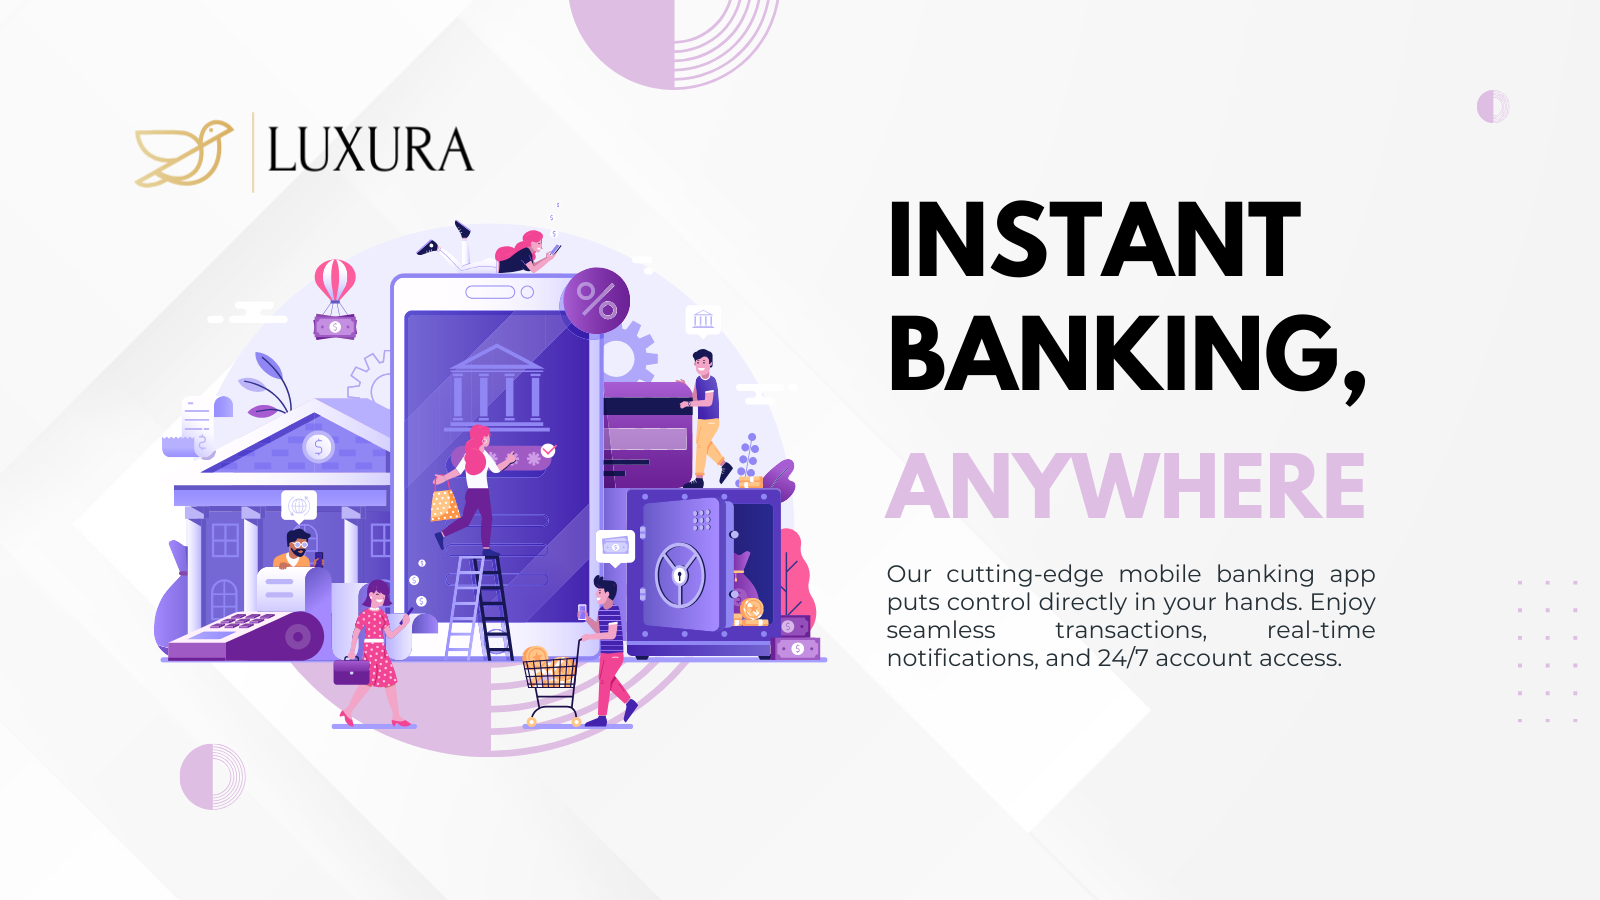 LUXURA
INSTANT
BANKING,
ANYWHERE
Our cutting-edge mobile banking app
puts control directly in your hands. Enjoy
seamless transactions, real-time
notifications, and 24/7 account access.